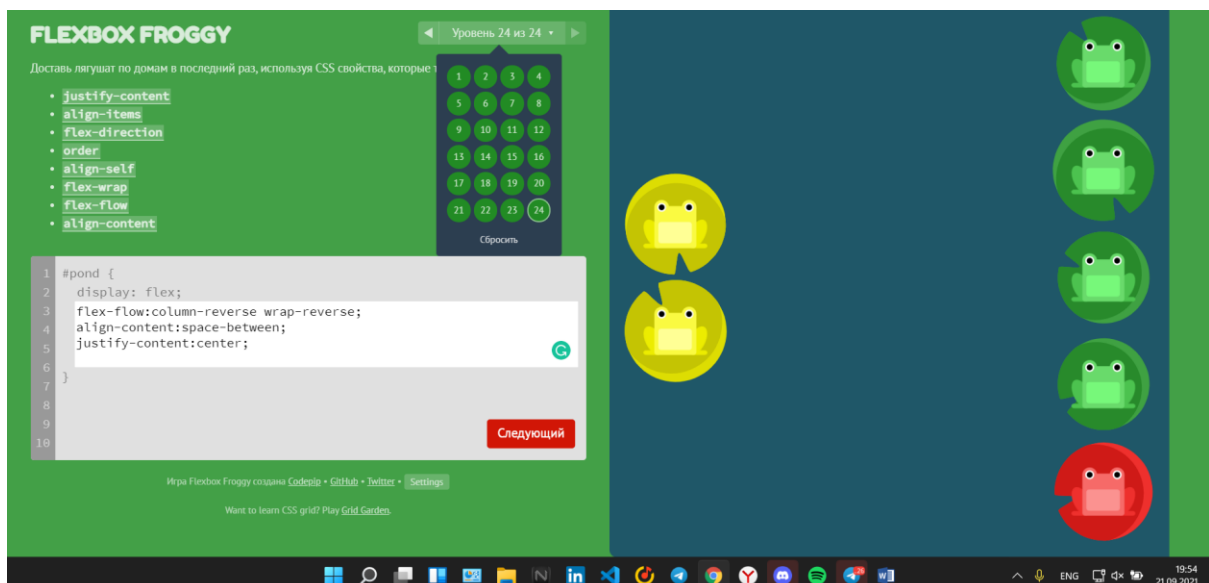 FLEXBOX FROGGY
◀ Уровень 24 из 24 ▾ ▶
Доставь лягушат по домам в последний раз, используя CSS свойства, которые т
• justify-content
• align-items
• flex-direction
• order
• align-self
• flex-wrap
• flex-flow
• align-content
1 2 3 4
5 6 7 8
9 10 11 12
13 14 15 16
17 18 19 20
21 22 23 24
Сбросить
1 #pond {
2 display: flex;
3 flex-flow:column-reverse wrap-reverse;
4 align-content:space-between;
5 justify-content:center;
6
7 }
8
9
10
Следующий
Игра Flexbox Froggy создана Codepip • GitHub • Twitter • Settings
Want to learn CSS grid? Play Grid Garden.
ENG
19:54
21.09.2021